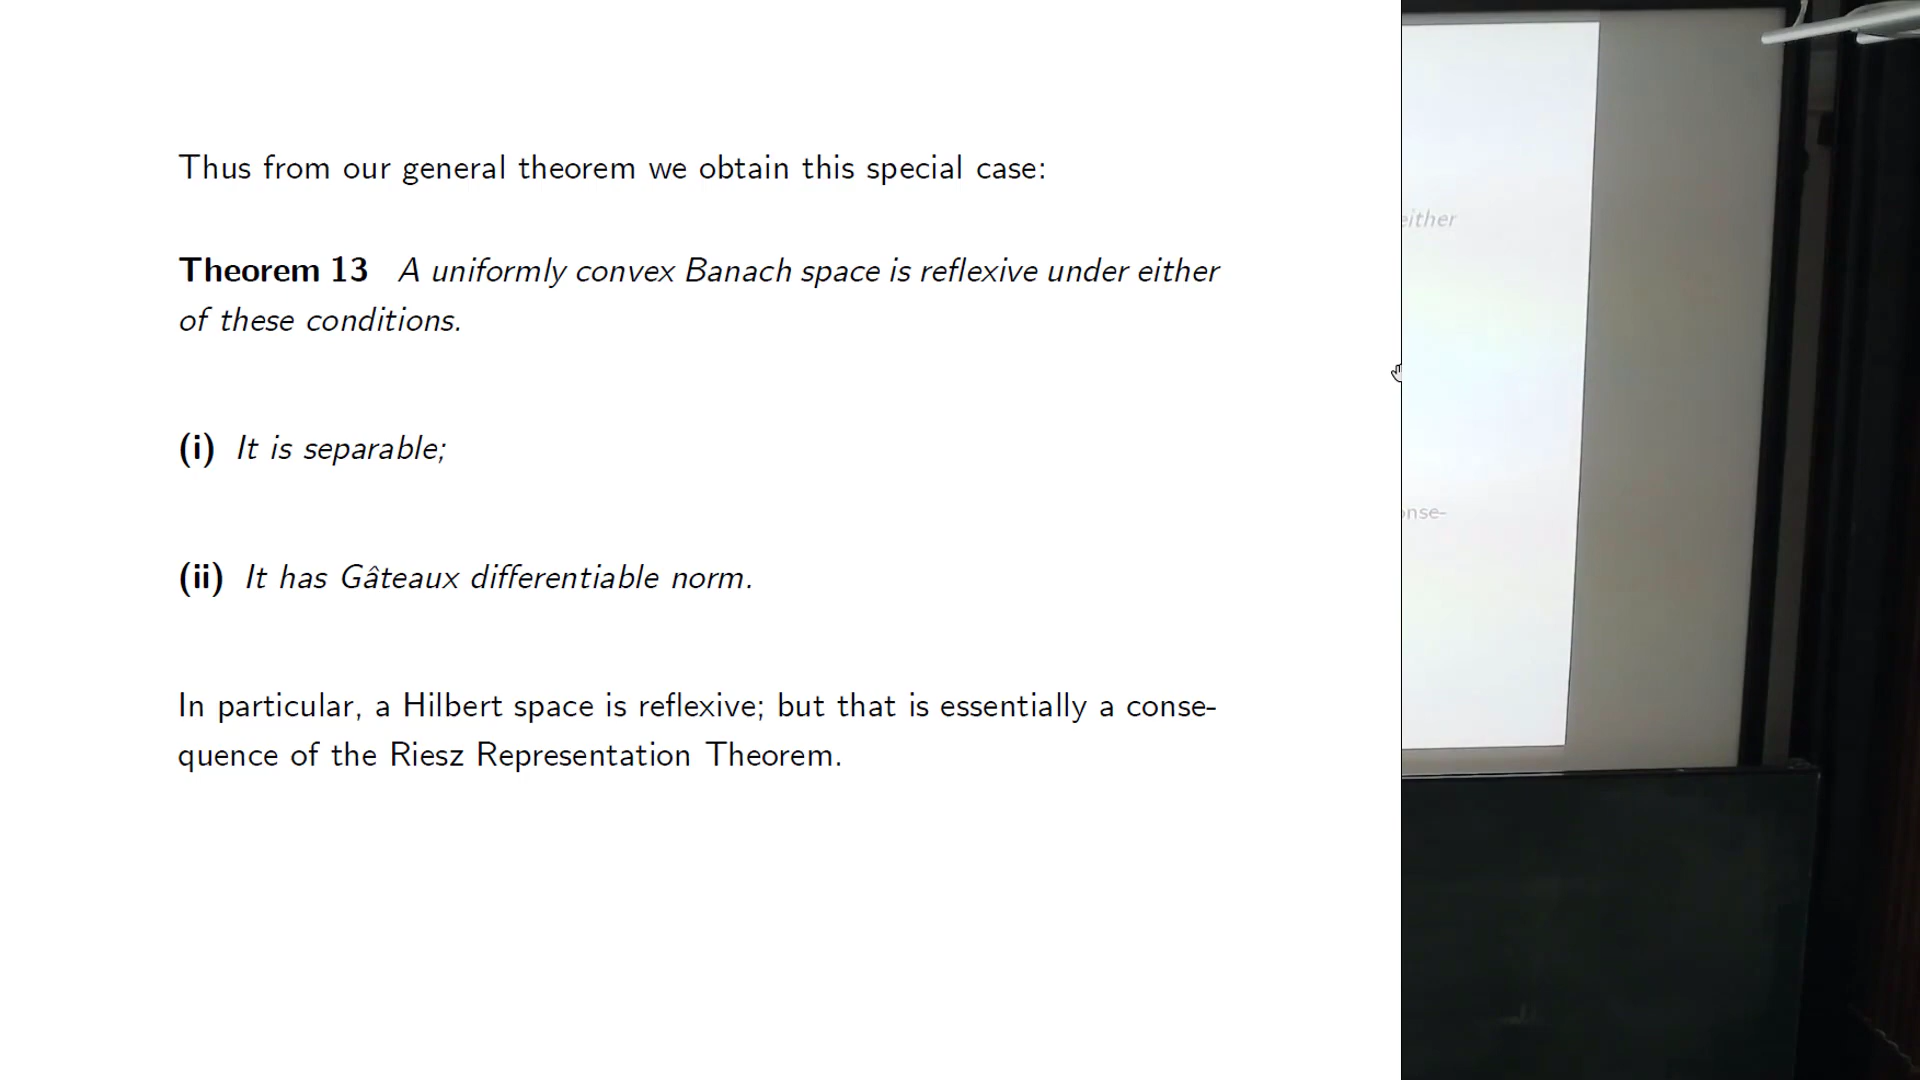 Thus from our general theorem we obtain this special case:
Theorem 13 A uniformly convex Banach space is reflexive under either
of these conditions.
(i) It is separable;
(ii) It has Gâteaux differentiable norm.
In particular, a Hilbert space is reflexive; but that is essentially a conse-
quence of the Riesz Representation Theorem.
either
onse-